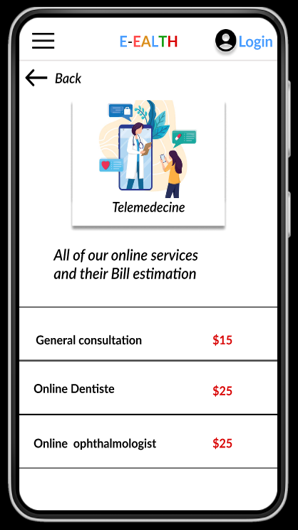 E-EALTH
Login
Back
Telemedecine
All of our online services
and their Bill estimation
General consultation $15
Online Dentiste $25
Online ophthalmologist $25